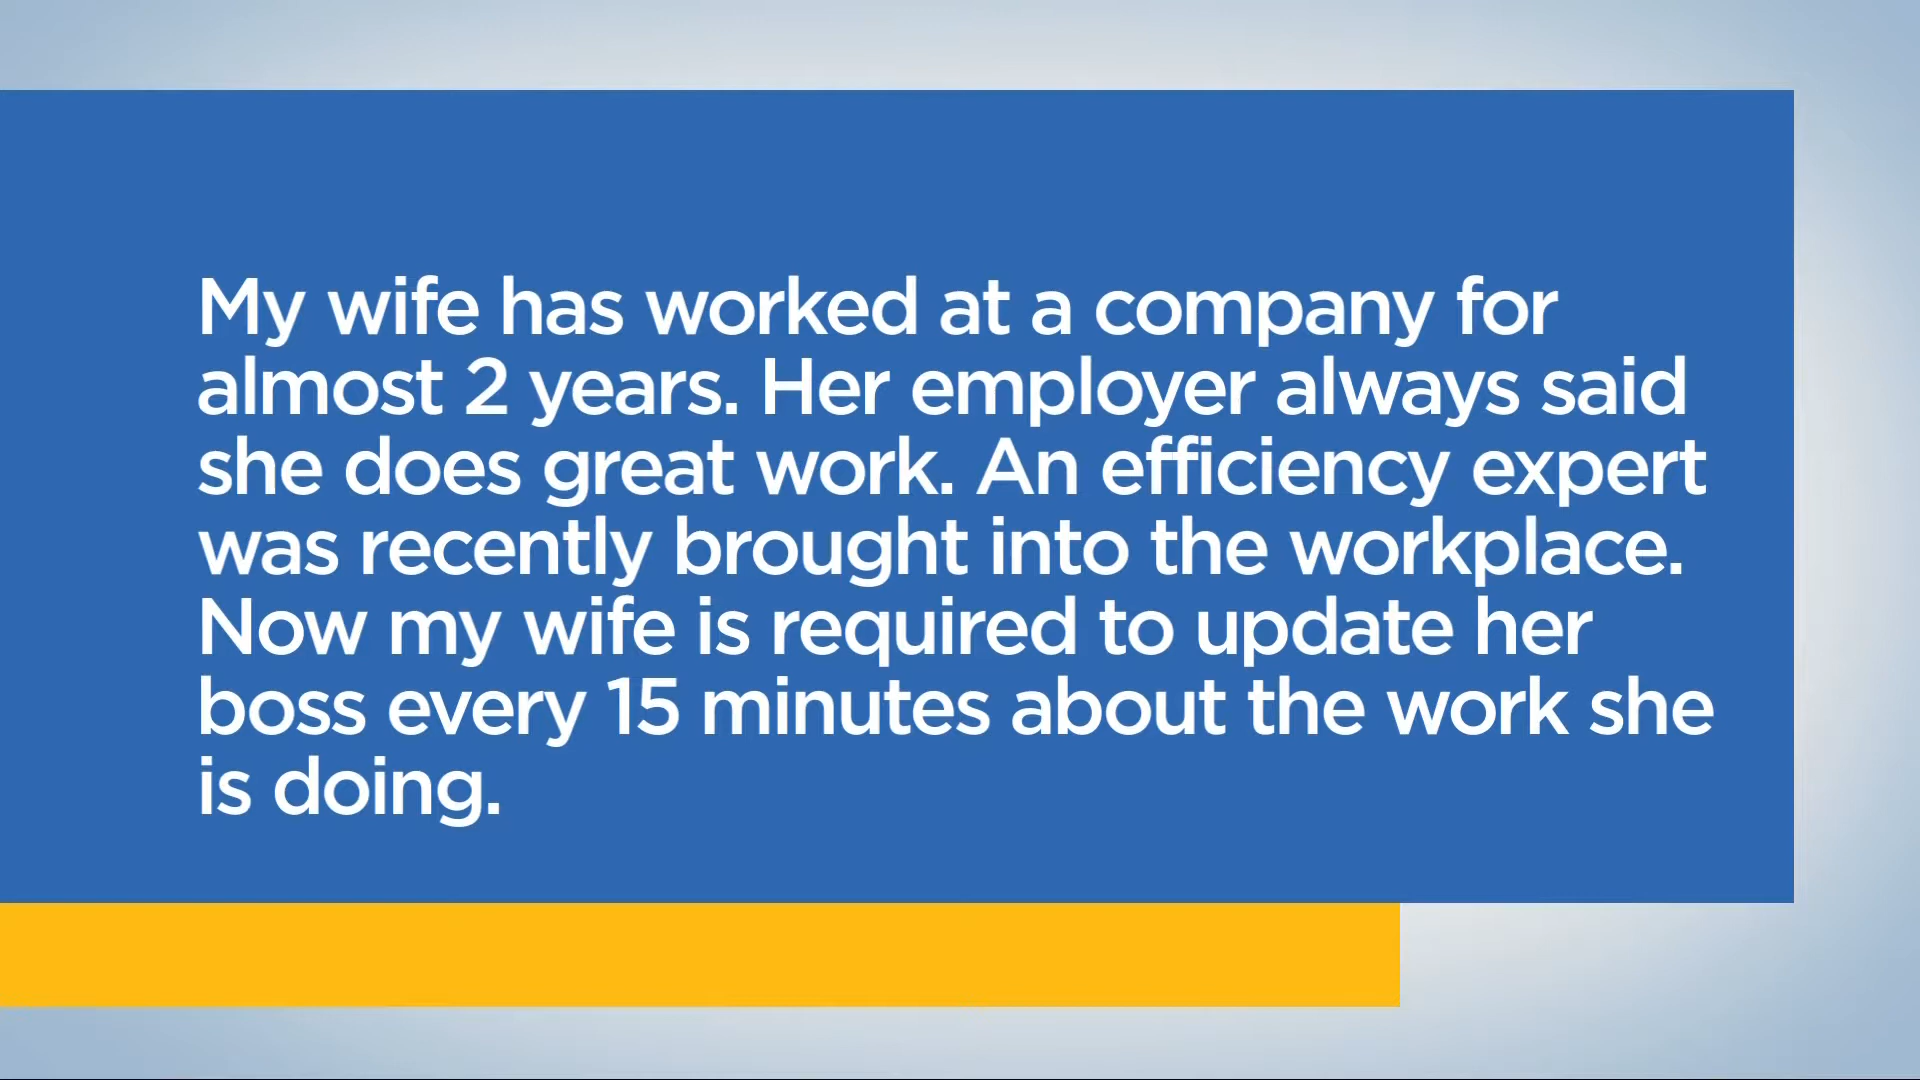 My wife has worked at a company for
almost 2 years. Her employer always said
she does great work. An efficiency expert
was recently brought into the workplace.
Now my wife is required to update her
boss every 15 minutes about the work she
is doing.